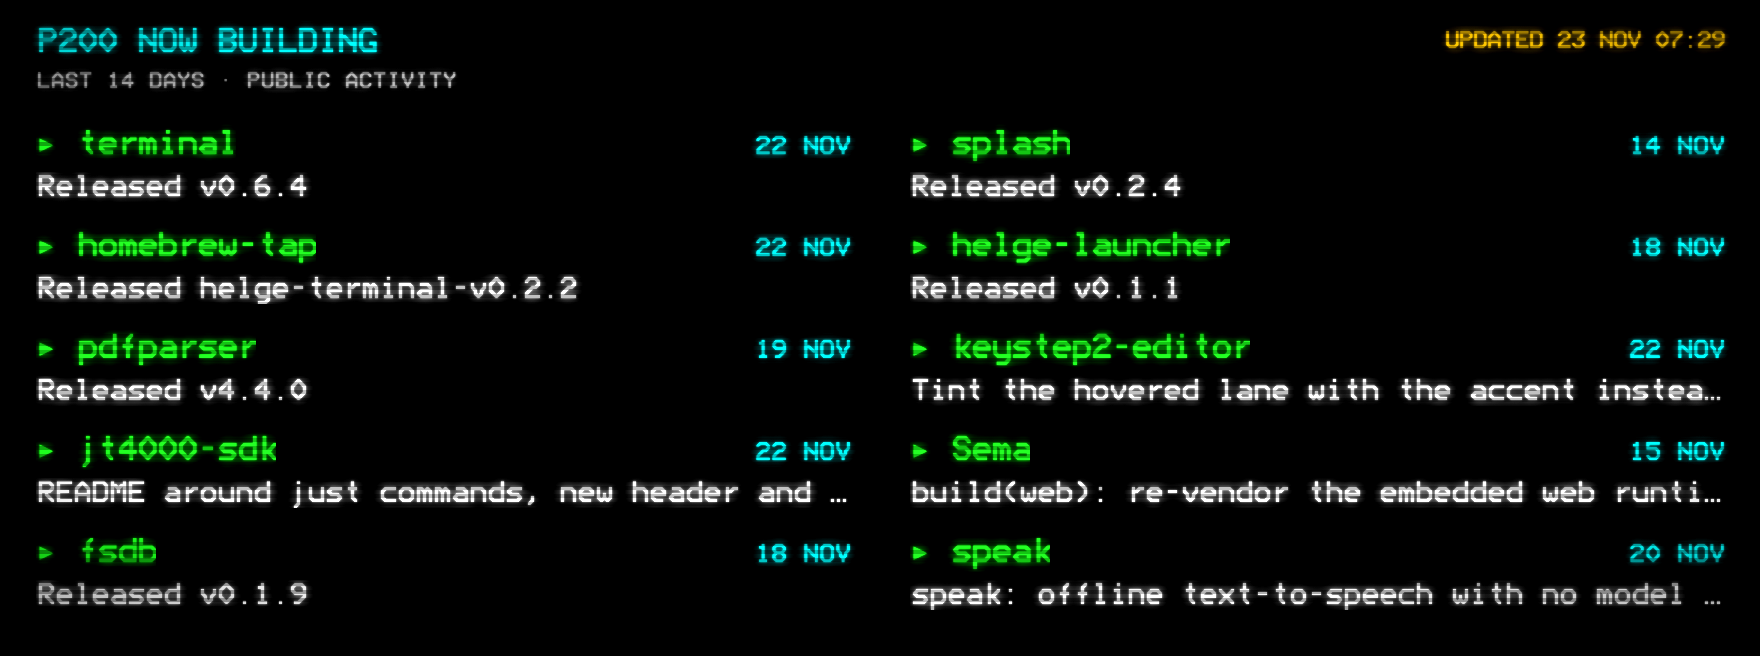 P200 NOW BUILDING
UPDATED 23 NOV 07:29
LAST 14 DAYS · PUBLIC ACTIVITY
▸ terminal 22 NOV
Released v0.6.4
▸ homebrew-tap 22 NOV
Released helge-terminal-v0.2.2
▸ pdfparser 19 NOV
Released v4.4.0
▸ jt4000-sdk 22 NOV
README around just commands, new header and …
▸ fsdb 18 NOV
Released v0.1.9
▸ splash 14 NOV
Released v0.2.4
▸ helge-launcher 18 NOV
Released v0.1.1
▸ keystep2-editor 22 NOV
Tint the hovered lane with the accent instea…
▸ Sema 15 NOV
build(web): re-vendor the embedded web runti…
▸ speak 20 NOV
speak: offline text-to-speech with no model …